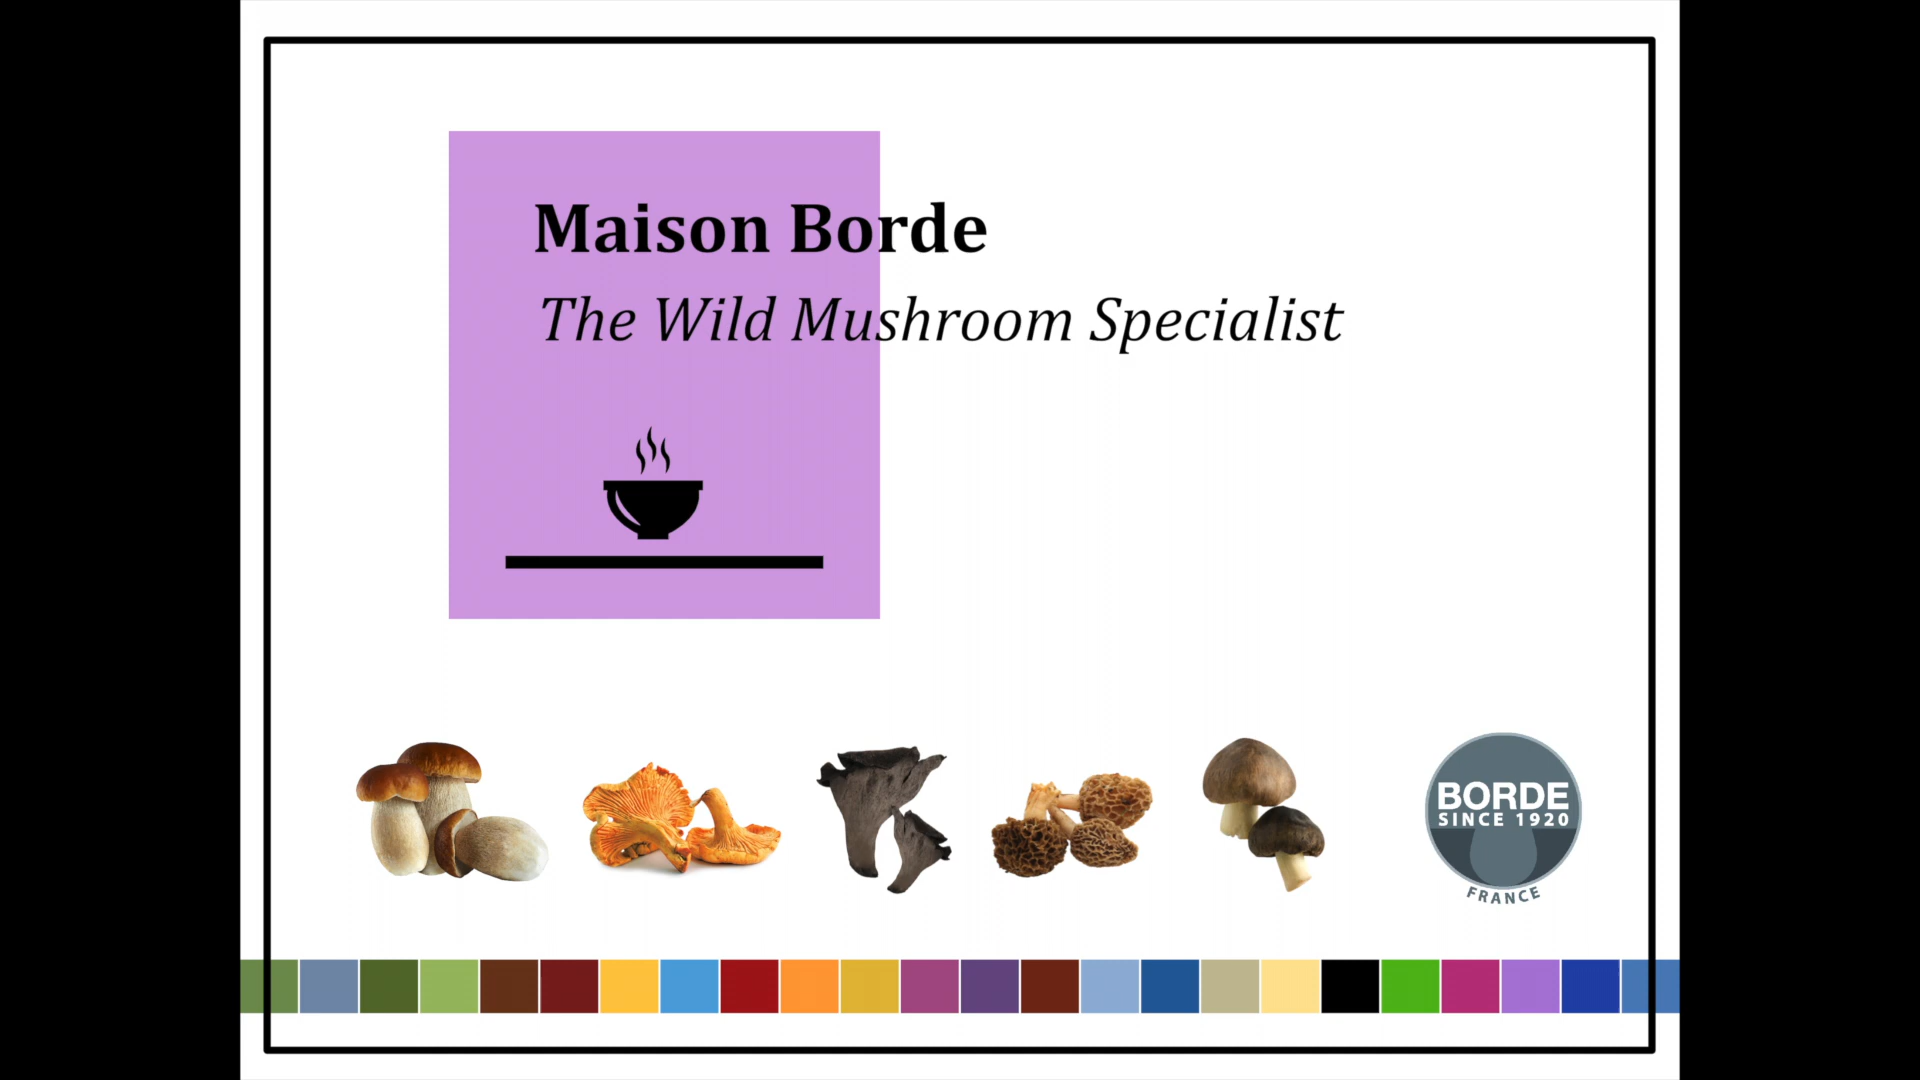 Maison Borde
The Wild Mushroom Specialist
BORDE
SINCE 1920
FRANCE